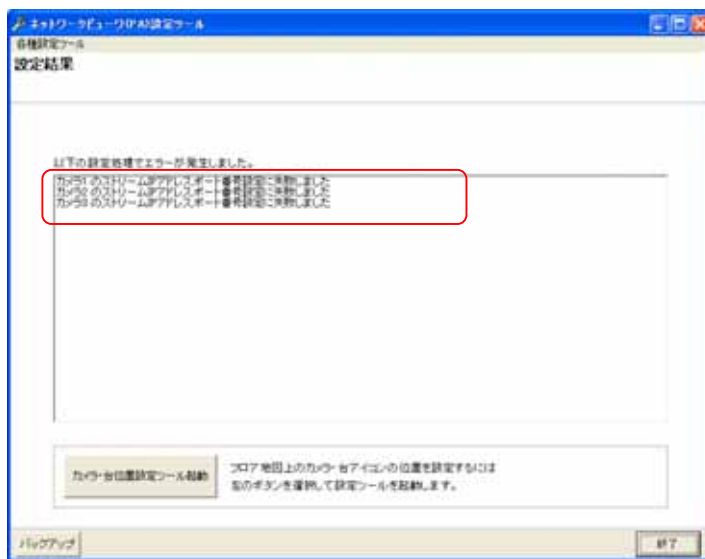 ネットワークビューワ(PA)設定ツール
各種設定ツール
設定結果
以下の設定処理でエラーが発生しました。
カメラ1 のストリームIPアドレス,ポート番号設定に失敗しました
カメラ2 のストリームIPアドレス,ポート番号設定に失敗しました
カメラ3 のストリームIPアドレス,ポート番号設定に失敗しました
カメラ・台位置設定ツール起動
フロア地図上のカメラ・台アイコンの位置を設定するには
左のボタンを選択して設定ツールを起動します。
バックアップ
終了